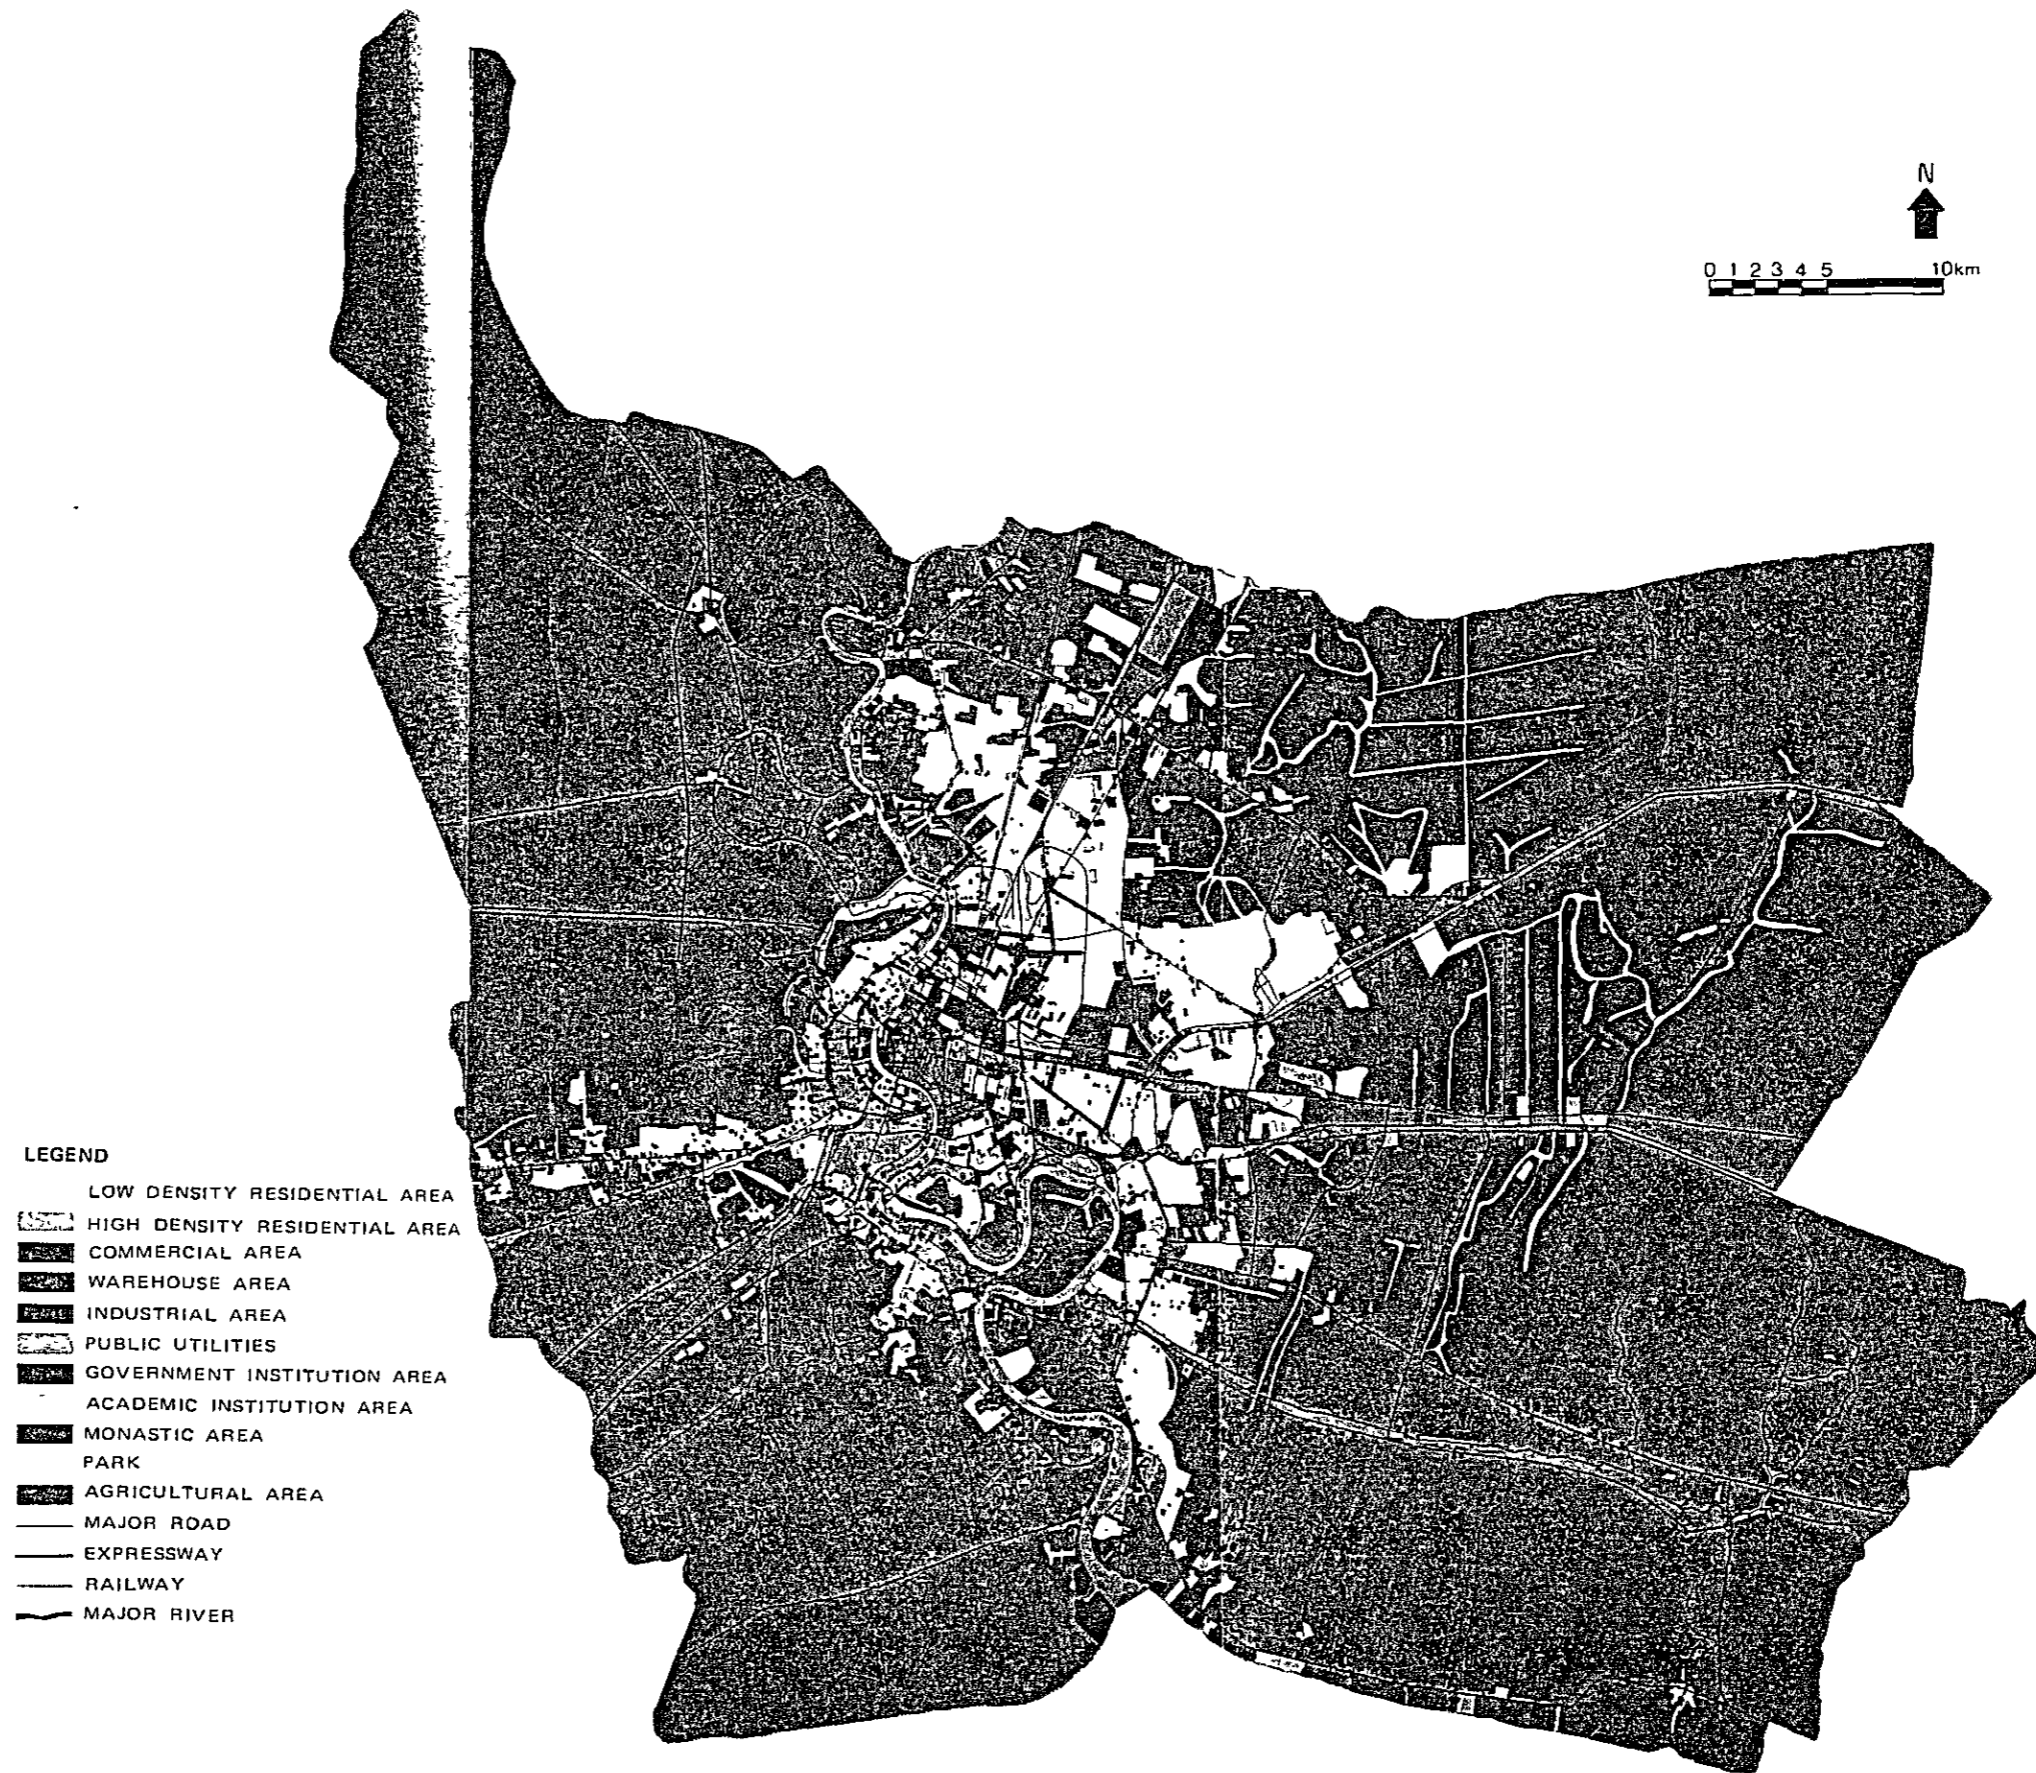 N
0 1 2 3 4 5 10km
LEGEND
LOW DENSITY RESIDENTIAL AREA
HIGH DENSITY RESIDENTIAL AREA
COMMERCIAL AREA
WAREHOUSE AREA
INDUSTRIAL AREA
PUBLIC UTILITIES
GOVERNMENT INSTITUTION AREA
ACADEMIC INSTITUTION AREA
MONASTIC AREA
PARK
AGRICULTURAL AREA
MAJOR ROAD
EXPRESSWAY
RAILWAY
MAJOR RIVER